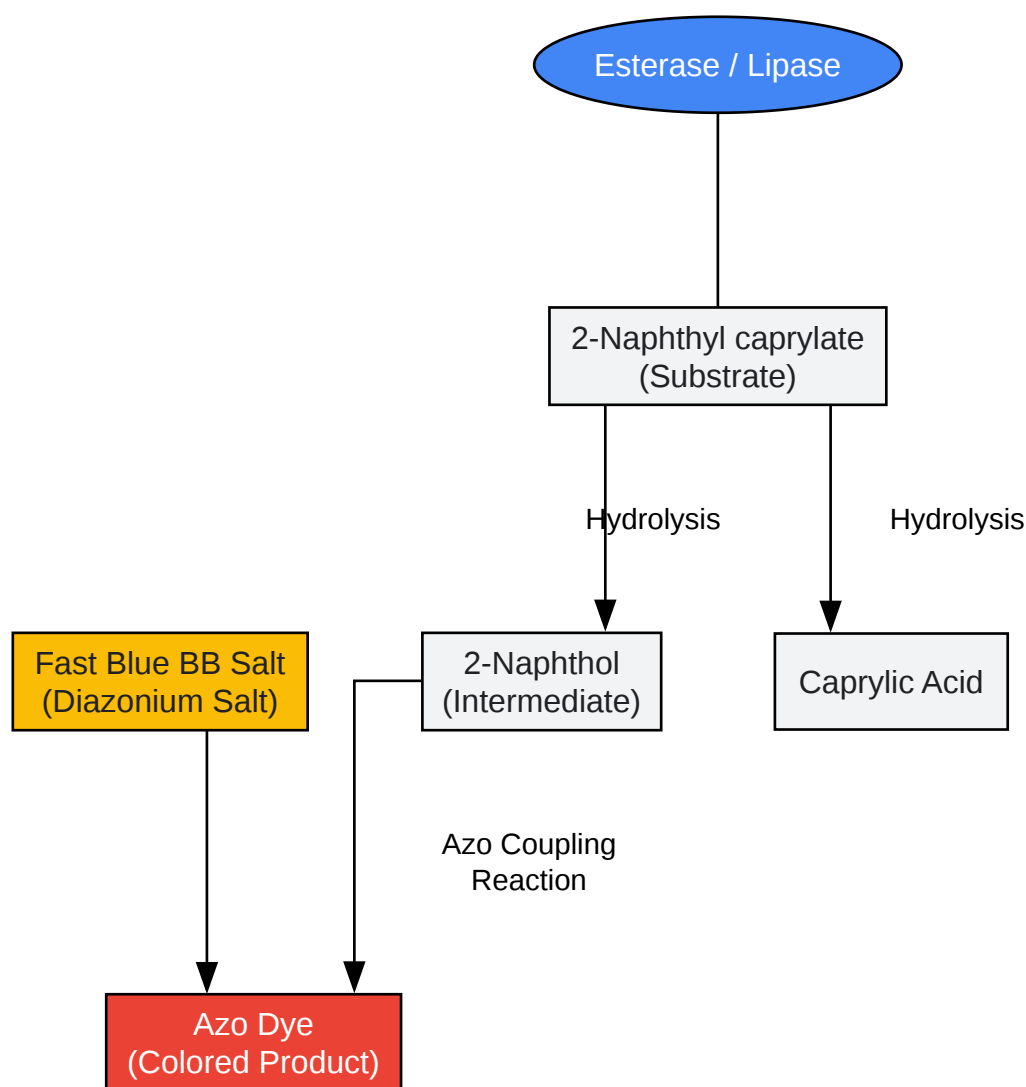 Esterase / Lipase
2-Naphthyl caprylate
(Substrate)
Hydrolysis
Hydrolysis
Fast Blue BB Salt
(Diazonium Salt)
2-Naphthol
(Intermediate)
Caprylic Acid
Azo Coupling
Reaction
Azo Dye
(Colored Product)